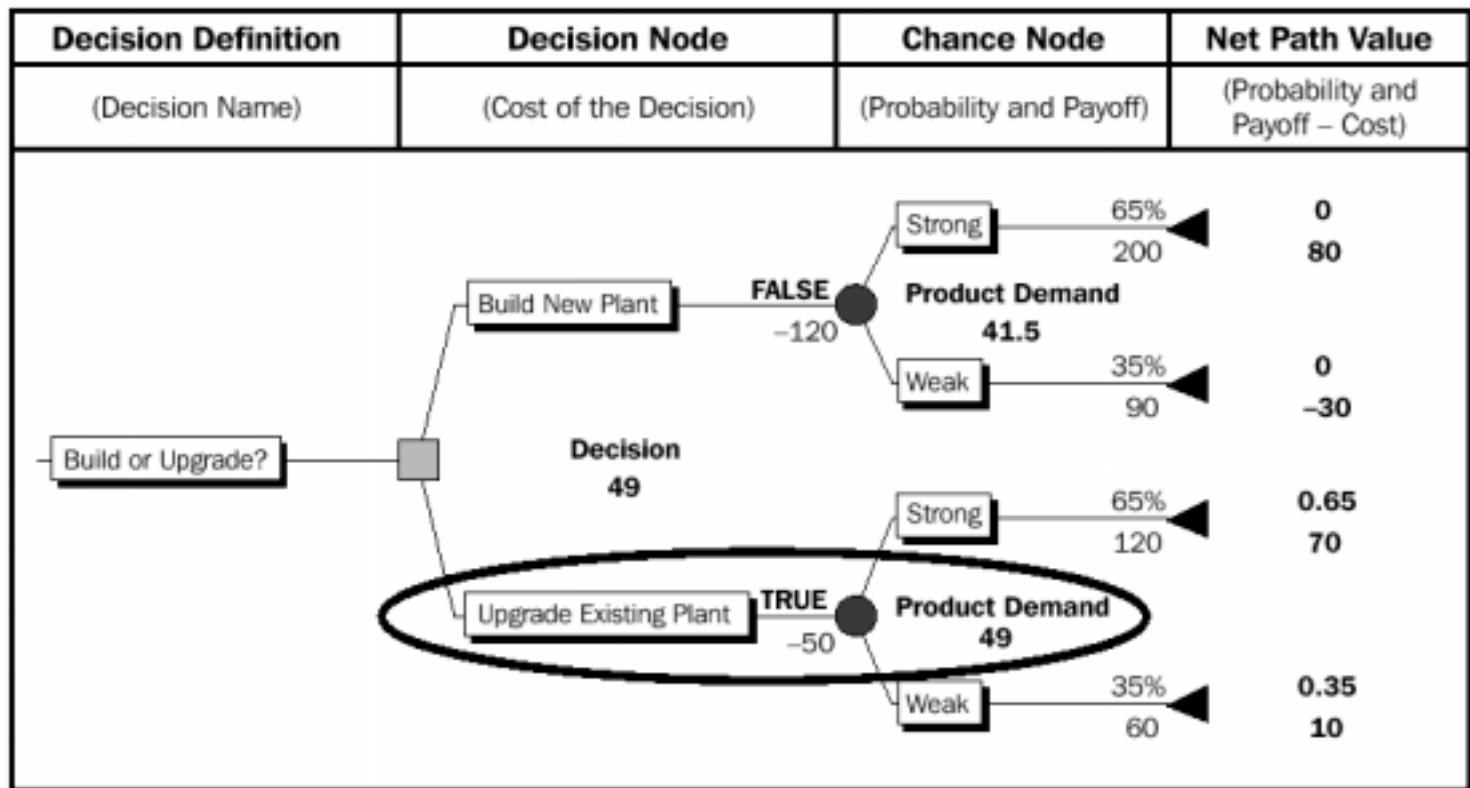 Decision Definition
Decision Node
Chance Node
Net Path Value
(Decision Name)
(Cost of the Decision)
(Probability and Payoff)
(Probability and
Payoff – Cost)
Strong
65%
200
0
80
Build New Plant
FALSE
–120
Product Demand
41.5
Weak
35%
90
0
–30
Build or Upgrade?
Decision
49
Strong
65%
120
0.65
70
Upgrade Existing Plant
TRUE
–50
Product Demand
49
Weak
35%
60
0.35
10